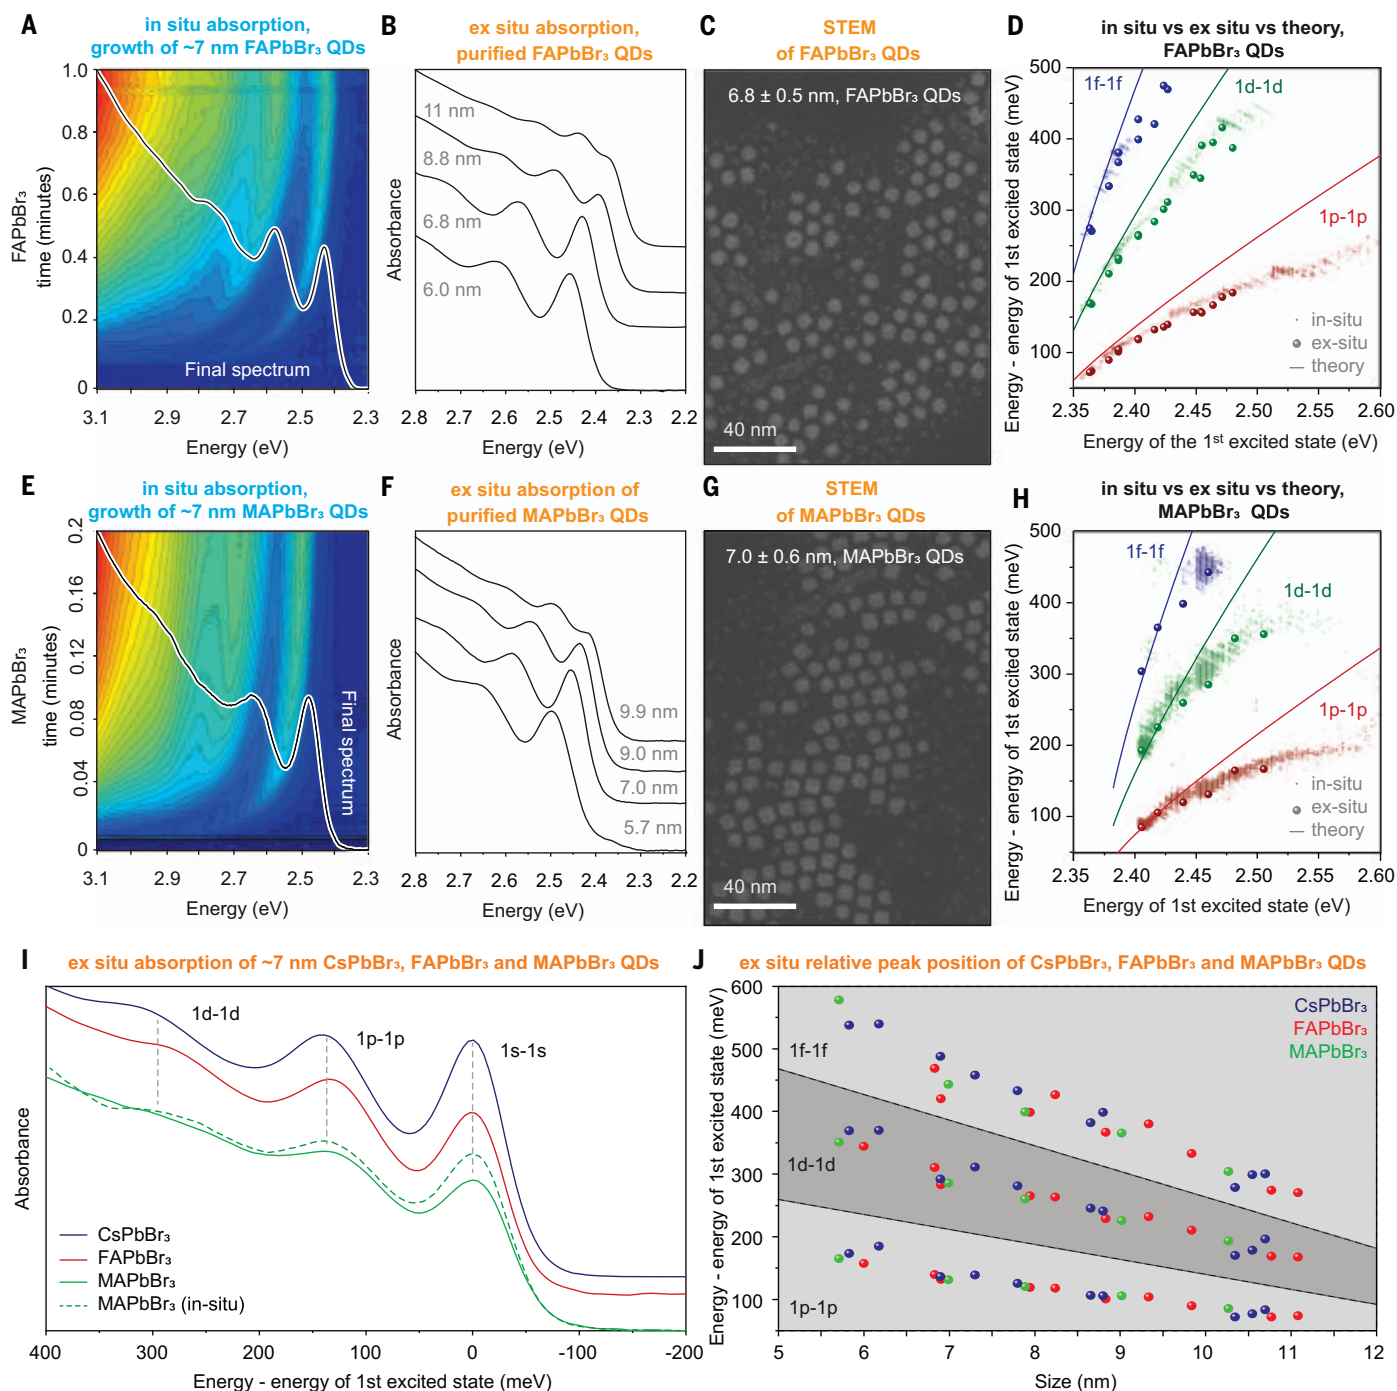 A
in situ absorption,
growth of ~7 nm FAPbBr₃ QDs
FAPbBr₃
time (minutes)
1.0
0.8
0.6
0.4
0.2
0
Final spectrum
3.1 2.9 2.7 2.5 2.3
Energy (eV)
B
ex situ absorption,
purified FAPbBr₃ QDs
Absorbance
11 nm
8.8 nm
6.8 nm
6.0 nm
2.8 2.7 2.6 2.5 2.4 2.3 2.2
Energy (eV)
C
STEM
of FAPbBr₃ QDs
6.8 ± 0.5 nm, FAPbBr₃ QDs
40 nm
D
in situ vs ex situ vs theory,
FAPbBr₃ QDs
Energy - energy of 1st excited state (meV)
500
400
300
200
100
1f-1f
1d-1d
1p-1p
in-situ
ex-situ
theory
2.35 2.40 2.45 2.50 2.55 2.60
Energy of the 1st excited state (eV)
E
in situ absorption,
growth of ~7 nm MAPbBr₃ QDs
MAPbBr₃
time (minutes)
0.2
0.16
0.12
0.08
0.04
0
Final spectrum
3.1 2.9 2.7 2.5 2.3
Energy (eV)
F
ex situ absorption of
purified MAPbBr₃ QDs
Absorbance
9.9 nm
9.0 nm
7.0 nm
5.7 nm
2.8 2.7 2.6 2.5 2.4 2.3 2.2
Energy (eV)
G
STEM
of MAPbBr₃ QDs
7.0 ± 0.6 nm, MAPbBr₃ QDs
40 nm
H
in situ vs ex situ vs theory,
MAPbBr₃ QDs
Energy - energy of 1st excited state (meV)
500
400
300
200
100
1f-1f
1d-1d
1p-1p
in-situ
ex-situ
theory
2.35 2.40 2.45 2.50 2.55 2.60
Energy of 1st excited state (eV)
I
ex situ absorption of ~7 nm CsPbBr₃, FAPbBr₃ and MAPbBr₃ QDs
Absorbance
1d-1d
1p-1p
1s-1s
CsPbBr₃
FAPbBr₃
MAPbBr₃
MAPbBr₃ (in-situ)
400 300 200 100 0 -100 -200
Energy - energy of 1st excited state (meV)
J
ex situ relative peak position of CsPbBr₃, FAPbBr₃ and MAPbBr₃ QDs
Energy - energy of 1st excited state (meV)
600
500
400
300
200
100
CsPbBr₃
FAPbBr₃
MAPbBr₃
1f-1f
1d-1d
1p-1p
5 6 7 8 9 10 11 12
Size (nm)